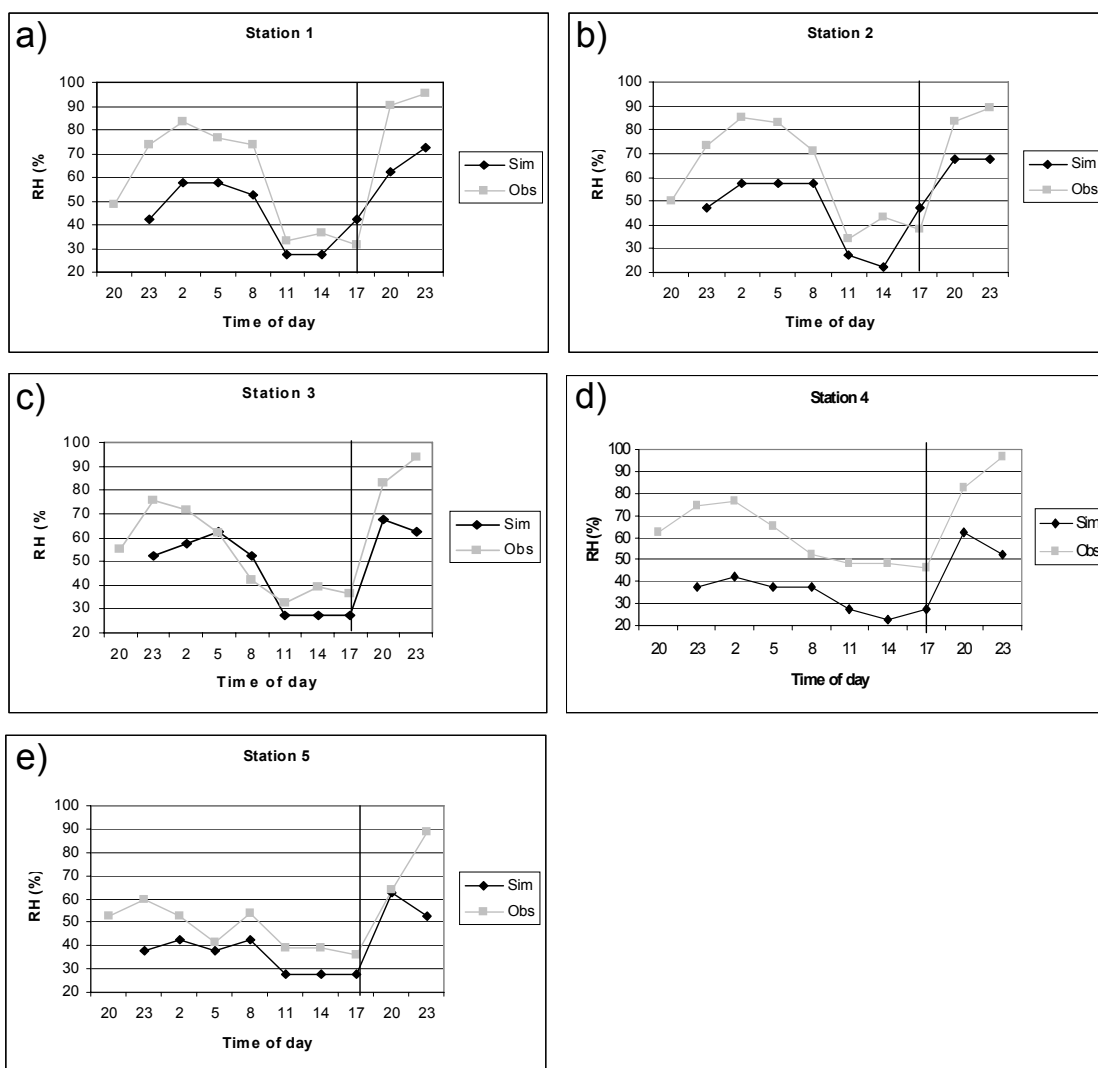 a)
Station 1
100
90
80
70
60
50
40
30
20
RH (%
20 23 2 5 8 11 14 17 20 23
Time of day
Sim
Obs
b)
Station 2
100
90
80
70
60
50
40
30
20
RH (%)
20 23 2 5 8 11 14 17 20 23
Time of day
Sim
Obs
c)
Station 3
100
90
80
70
60
50
40
30
20
RH (%
20 23 2 5 8 11 14 17 20 23
Time of day
Sim
Obs
d)
Station 4
100
90
80
70
60
50
40
30
20
RH (%)
20 23 2 5 8 11 14 17 20 23
Time of day
Sim
Obs
e)
Station 5
100
90
80
70
60
50
40
30
20
RH (%)
20 23 2 5 8 11 14 17 20 23
Time of day
Sim
Obs